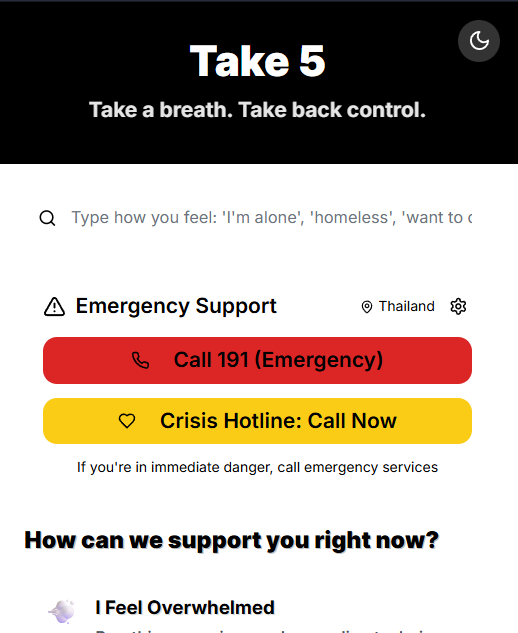 Take 5
Take a breath. Take back control.
Type how you feel: 'I'm alone', 'homeless', 'want to
Emergency Support
Thailand
Call 191 (Emergency)
Crisis Hotline: Call Now
If you're in immediate danger, call emergency services
How can we support you right now?
I Feel Overwhelmed